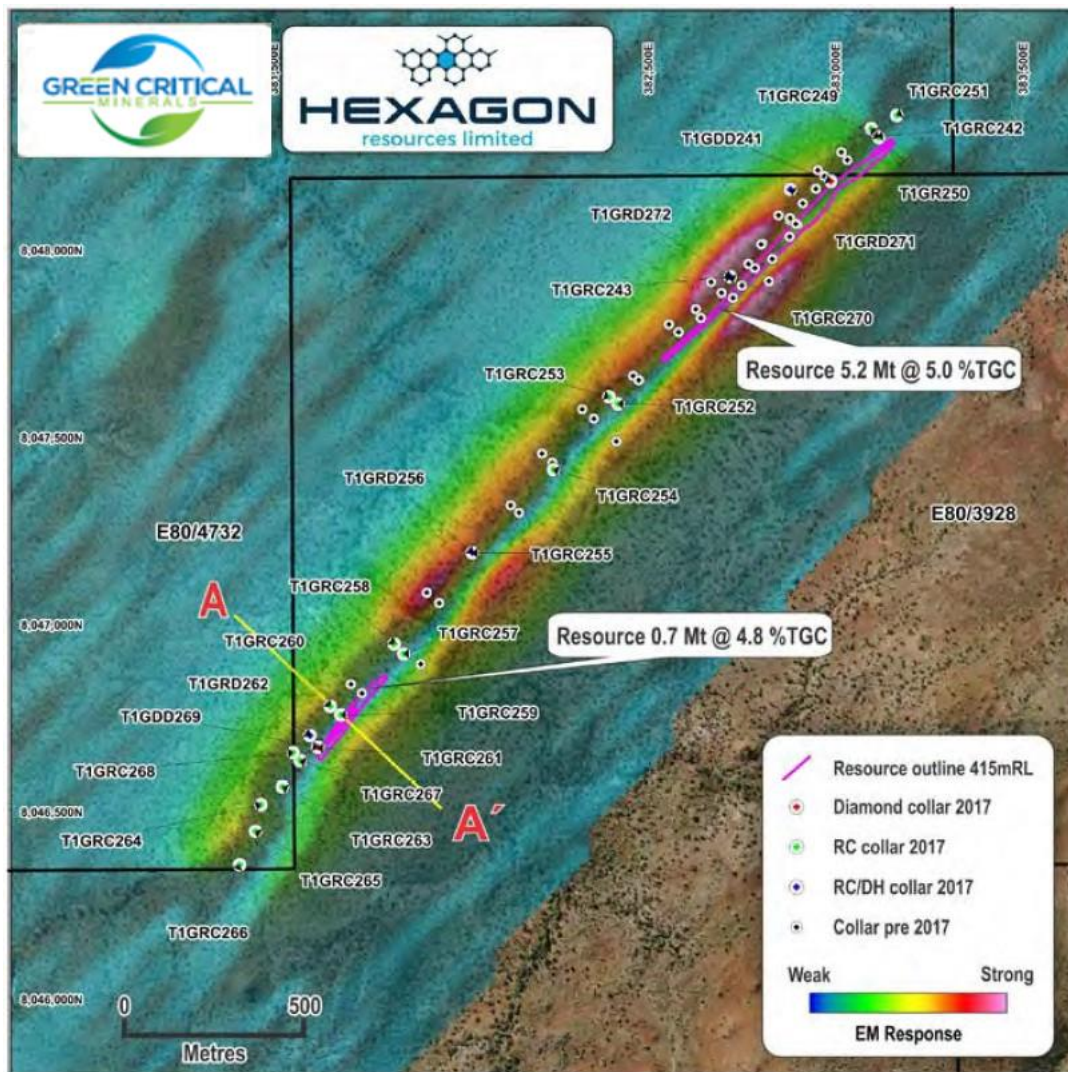 GREEN CRITICAL
MINERALS
HEXAGON
resources limited
381,500E
382,500E
383,000E
383,500E
T1GRC249
T1GRC251
T1GRC242
T1GDD241
T1GR250
T1GRD272
T1GRD271
8,048,000N
T1GRC243
T1GRC270
Resource 5.2 Mt @ 5.0 %TGC
T1GRC253
T1GRC252
8,047,500N
T1GRD256
T1GRC254
E80/4732
E80/3928
T1GRC255
T1GRC258
A
8,047,000N
T1GRC260
T1GRC257
Resource 0.7 Mt @ 4.8 %TGC
T1GRD262
T1GDD269
T1GRC259
T1GRC268
T1GRC261
T1GRC267
8,046,500N
A´
T1GRC264
T1GRC263
T1GRC265
T1GRC266
8,046,000N
0
500
Metres
Resource outline 415mRL
Diamond collar 2017
RC collar 2017
RC/DH collar 2017
Collar pre 2017
Weak
Strong
EM Response